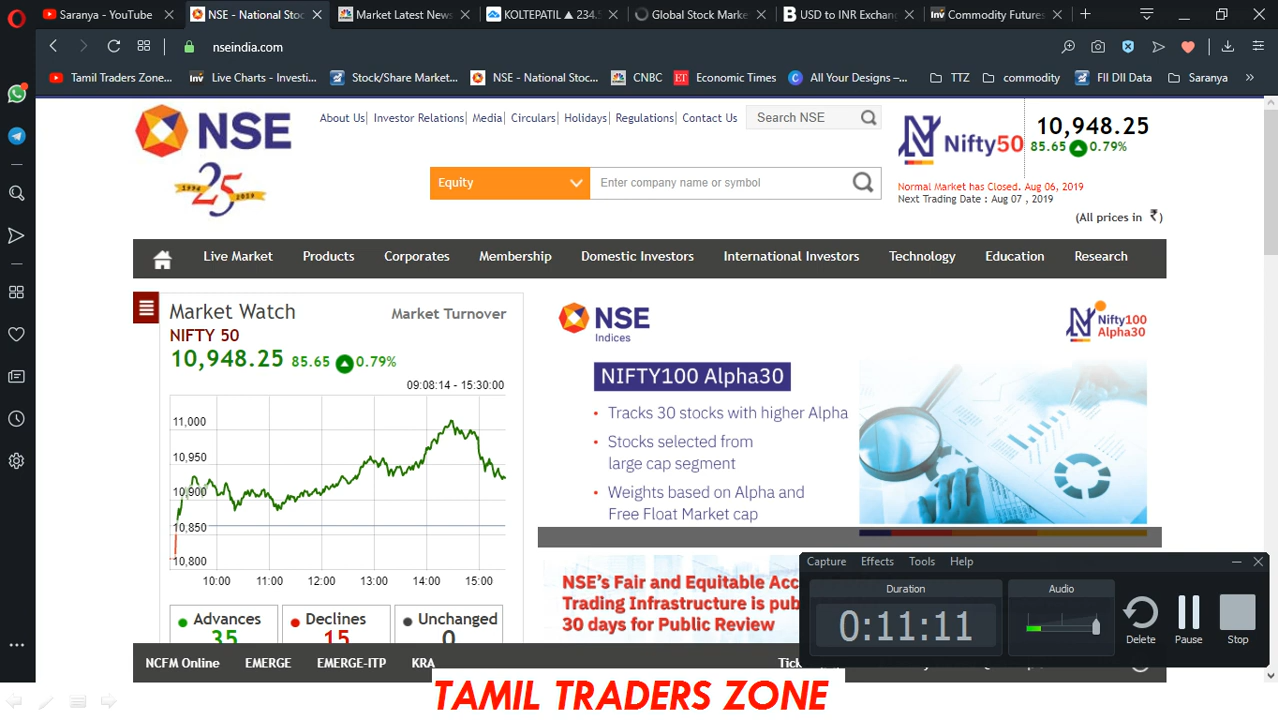 Saranya - YouTube
NSE - National Stoc
Market Latest News
KOLTEPATIL ▲ 234.
Global Stock Marke
USD to INR Exchan
Commodity Futures
nseindia.com
Tamil Traders Zone...
Live Charts - Investi...
Stock/Share Market...
NSE - National Stoc...
CNBC
Economic Times
All Your Designs –...
TTZ
commodity
FII DII Data
Saranya
NSE
1994 25 2019
About Us| Investor Relations| Media| Circulars| Holidays| Regulations| Contact Us
Search NSE
Equity
Enter company name or symbol
Nifty50
10,948.25
85.65 0.79%
Normal Market has Closed. Aug 06, 2019
Next Trading Date : Aug 07 , 2019
(All prices in ₹)
Live Market Products Corporates Membership Domestic Investors International Investors Technology Education Research
Market Watch
Market Turnover
NIFTY 50
10,948.25 85.65 0.79%
09:08:14 - 15:30:00
11,000
10,950
10,900
10,850
10,800
10:00 11:00 12:00 13:00 14:00 15:00
Advances
35
Declines
15
Unchanged
0
NSE
Indices
Nifty100
Alpha30
NIFTY100 Alpha30
• Tracks 30 stocks with higher Alpha
• Stocks selected from
large cap segment
• Weights based on Alpha and
Free Float Market cap
NSE's Fair and Equitable Acc
Trading Infrastructure is pub
30 days for Public Review
Capture Effects Tools Help
Duration
0:11:11
Audio
Delete
Pause
Stop
NCFM Online EMERGE EMERGE-ITP KRA
TAMIL TRADERS ZONE